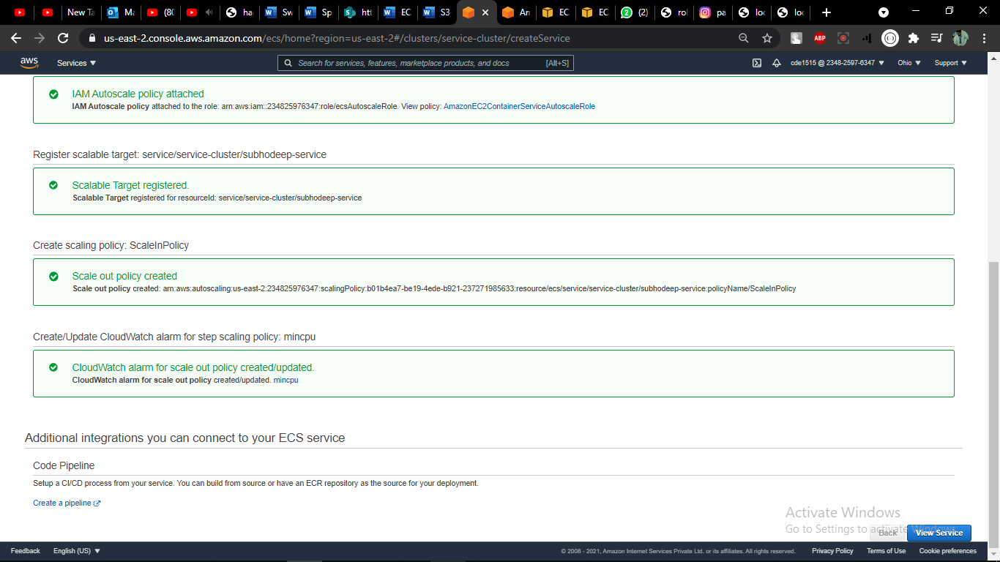 New Ta
Ma
(80
ha
Sw
Sp
htt
EC
S3
An
EC
EC
(2)
rol
pa
loc
loc
us-east-2.console.aws.amazon.com/ecs/home?region=us-east-2#/clusters/service-cluster/createService
ABP
aws
Services
Search for services, features, marketplace products, and docs
[Alt+S]
cde1515 @ 2348-2597-6347
Ohio
Support
IAM Autoscale policy attached
IAM Autoscale policy attached to the role: arn:aws:iam::234825976347:role/ecsAutoscaleRole. View policy: AmazonEC2ContainerServiceAutoscaleRole
Register scalable target: service/service-cluster/subhodeep-service
Scalable Target registered.
Scalable Target registered for resourceId: service/service-cluster/subhodeep-service
Create scaling policy: ScaleInPolicy
Scale out policy created
Scale out policy created: arn:aws:autoscaling:us-east-2:234825976347:scalingPolicy:b01b4ea7-be19-4ede-b921-237271985633:resource/ecs/service/service-cluster/subhodeep-service:policyName/ScaleInPolicy
Create/Update CloudWatch alarm for step scaling policy: mincpu
CloudWatch alarm for scale out policy created/updated.
CloudWatch alarm for scale out policy created/updated. mincpu
Additional integrations you can connect to your ECS service
Code Pipeline
Setup a CI/CD process from your service. You can build from source or have an ECR repository as the source for your deployment.
Create a pipeline
Activate Windows
Go to Settings to activate Windows.
Back
View Service
Feedback
English (US)
© 2008 - 2021, Amazon Internet Services Private Ltd. or its affiliates. All rights reserved.
Privacy Policy
Terms of Use
Cookie preferences